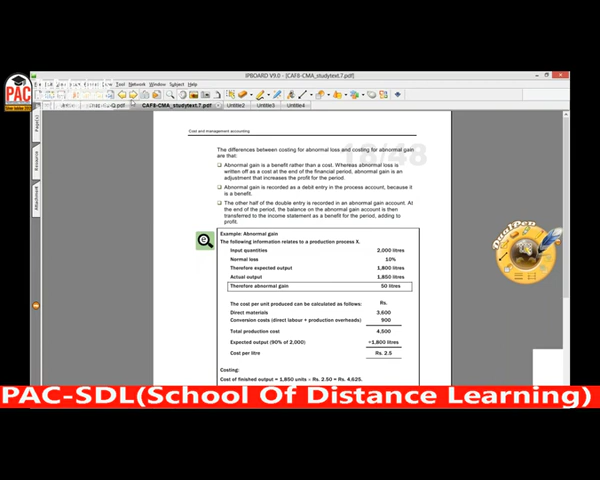 IPBOARD V9.0 - [CAF8-CMA_studytext.7.pdf]
Tool Network Window Subject Help
CAF8-CMA_studytext.7.pdf Untitle2 Untitle3 Untitle4
PAC
18/48
Page(s)
Resource
Attachment
DualPen
Cost and management accounting
The differences between costing for abnormal loss and costing for abnormal gain
are that:
Abnormal gain is a benefit rather than a cost. Whereas abnormal loss is
written off as a cost at the end of the financial period, abnormal gain is an
adjustment that increases the profit for the period.
Abnormal gain is recorded as a debit entry in the process account, because it
is a benefit.
The other half of the double entry is recorded in an abnormal gain account. At
the end of the period, the balance on the abnormal gain account is then
transferred to the income statement as a benefit for the period, adding to
profit.
Example: Abnormal gain
The following information relates to a production process X.
Input quantities 2,000 litres
Normal loss 10%
Therefore expected output 1,800 litres
Actual output 1,850 litres
Therefore abnormal gain 50 litres
The cost per unit produced can be calculated as follows: Rs.
Direct materials 3,600
Conversion costs (direct labour + production overheads) 900
Total production cost 4,500
Expected output (90% of 2,000) ÷1,800 litres
Cost per litre Rs. 2.5
Costing:
Cost of finished output = 1,850 units × Rs. 2.50 = Rs. 4,625.
PAC-SDL(School Of Distance Learning)